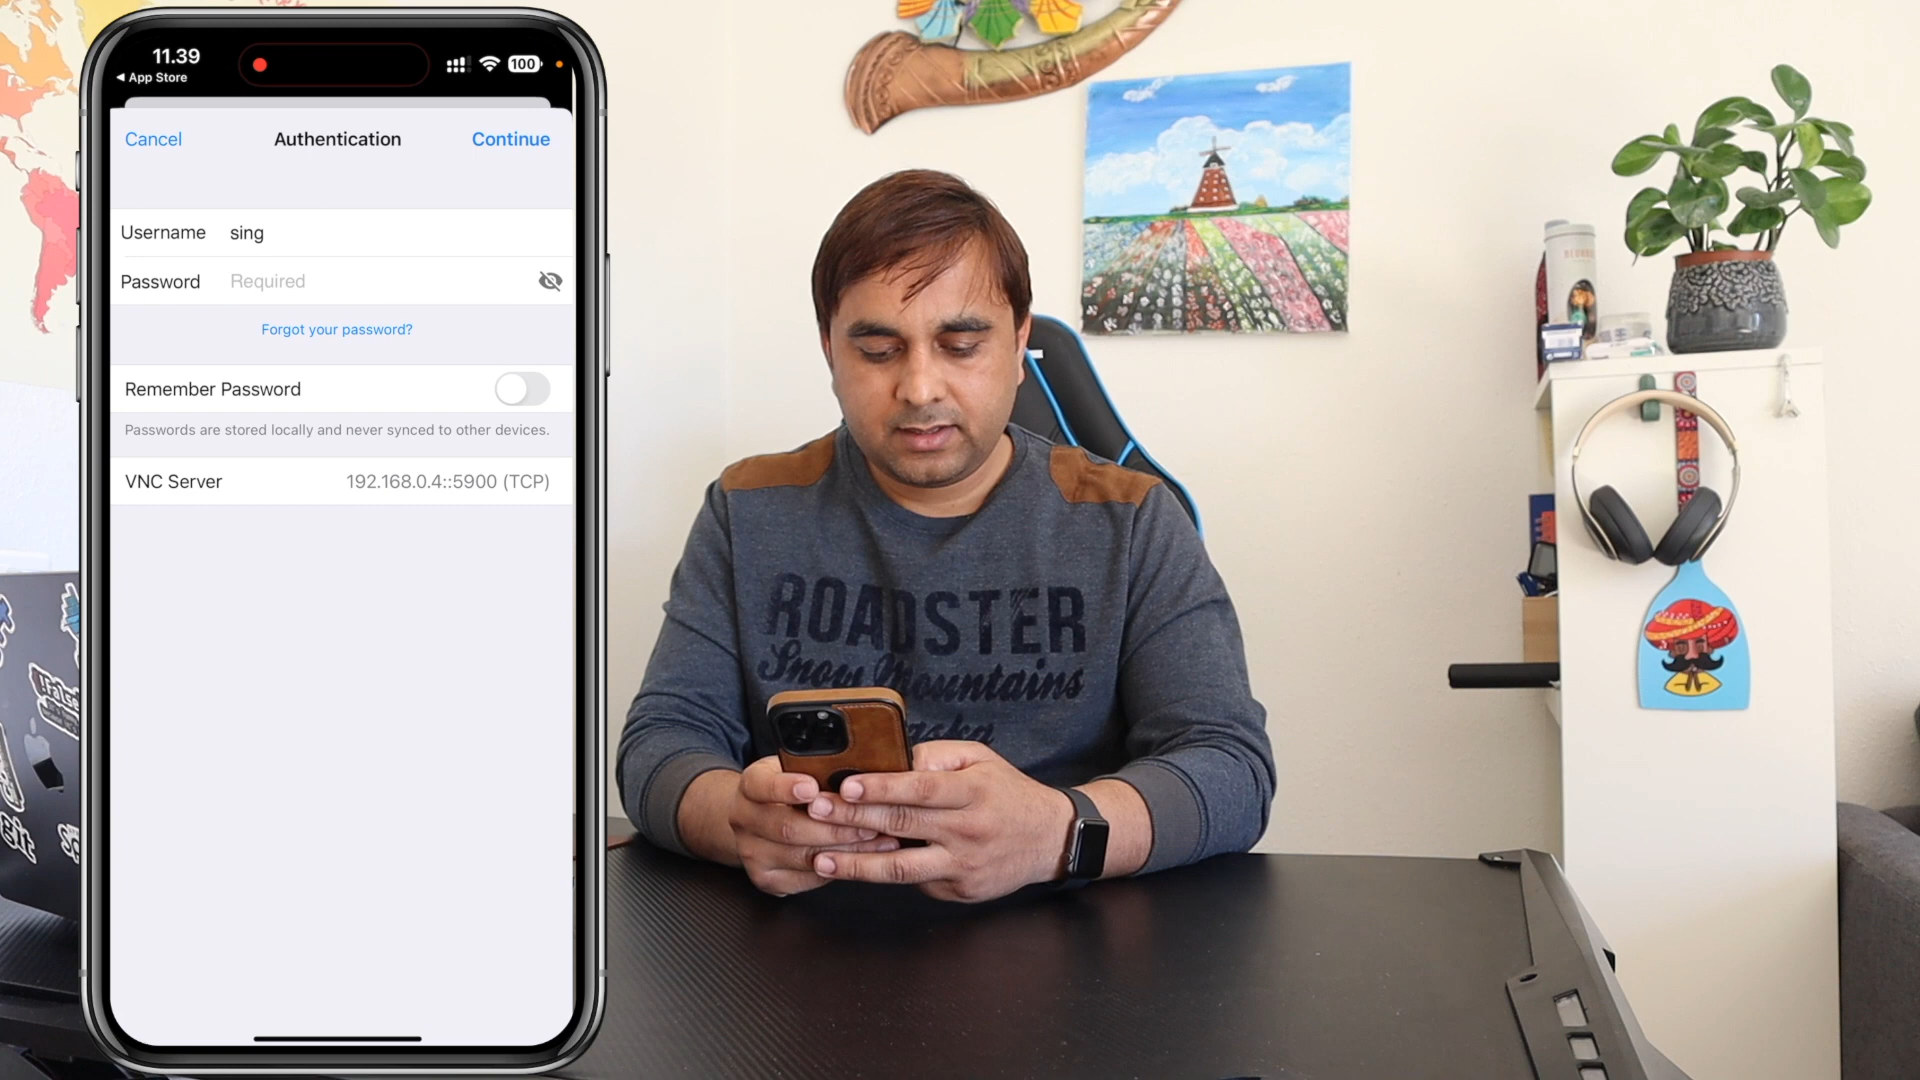 11.39
◀ App Store
100
Cancel
Authentication
Continue
Username sing
Password Required
Forgot your password?
Remember Password
Passwords are stored locally and never synced to other devices.
VNC Server 192.168.0.4::5900 (TCP)
ROADSTER
Snow Mountains
!False
Git